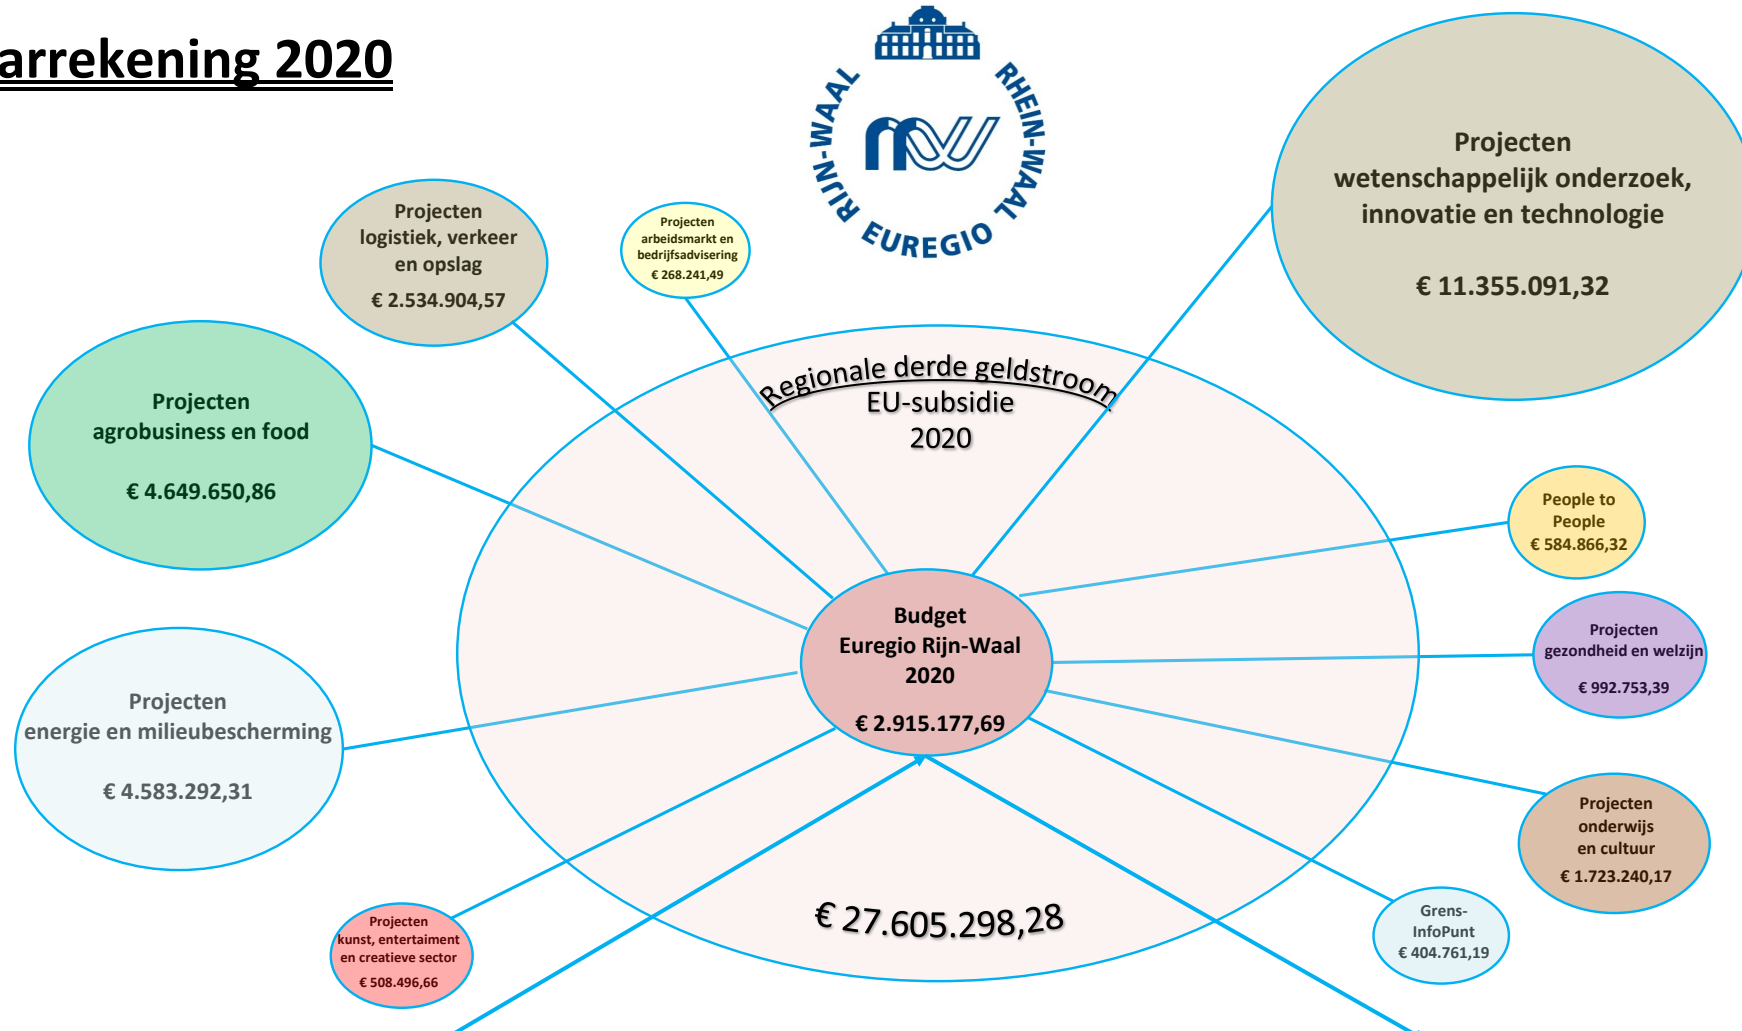 arrekening 2020
RIJN-WAAL
EUREGIO
RHEIN-WAAL
Projecten
wetenschappelijk onderzoek,
innovatie en technologie
€ 11.355.091,32
Projecten
logistiek, verkeer
en opslag
€ 2.534.904,57
Projecten
arbeidsmarkt en
bedrijfsadvisering
€ 268.241,49
Projecten
agrobusiness en food
€ 4.649.650,86
Regionale derde geldstroom
EU-subsidie
2020
People to
People
€ 584.866,32
Budget
Euregio Rijn-Waal
2020
€ 2.915.177,69
Projecten
gezondheid en welzijn
€ 992.753,39
Projecten
energie en milieubescherming
€ 4.583.292,31
Projecten
onderwijs
en cultuur
€ 1.723.240,17
Projecten
kunst, entertaiment
en creatieve sector
€ 508.496,66
€ 27.605.298,28
Grens-
InfoPunt
€ 404.761,19